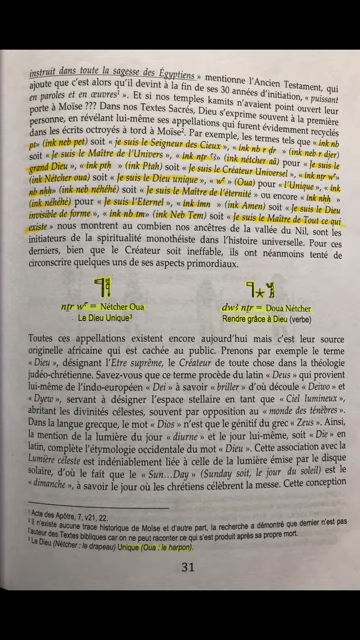 instruit dans toute la sagesse des Égyptiens » mentionne l'Ancien Testament, qui
ajoute que c'est alors qu'il devint à la fin de ses 30 années d'initiation, « puissant
en paroles et en œuvres¹ ». Et si nos temples kamits n'avaient point ouvert leur
porte à Moïse ??? Dans nos Textes Sacrés, Dieu s'exprime souvent à la première
personne, en révélant lui-même ses appellations qui furent évidemment recyclés
dans les écrits octroyés à tord à Moïse². Par exemple, les termes tels que « ink nb
pt» (ink neb pet) soit « je suis le Seigneur des Cieux », « ink nb r ḏr » (ink neb r djer)
soit « Je suis le Maître de l'Univers », « ink nṯr ꜥꜣ » (ink nétcher aâ) pour « Je suis le
grand Dieu », « ink ptḥ » (ink Ptah) soit « Je suis le Créateur Universel », « ink nṯr wꜥ »
(ink Nétcher oua) soit « Je suis le Dieu unique », « wꜥ » (Oua) pour « l'Unique », « ink
nb nḥḥ» (ink neb néhéhé) soit « Je suis le Maître de l'éternité » ou encore « ink nḥḥ »
(ink néhéhé) pour « Je suis l'Eternel », « ink imn » (ink Amen) soit « Je suis le Dieu
invisible de forme », « ink nb tm» (ink Neb Tem) soit « Je suis le Maître de Tout ce qui
existe » nous montrent au combien nos ancêtres de la vallée du Nil, sont les
initiateurs de la spiritualité monothéiste dans l'histoire universelle. Pour ces
derniers, bien que le Créateur soit ineffable, ils ont néanmoins tenté de
circonscrire quelques uns de ses aspects primordiaux.
nṯr wꜥ = Nétcher Oua
Le Dieu Unique³
dwꜣ nṯr = Doua Nétcher
Rendre grâce à Dieu (verbe)
Toutes ces appellations existent encore aujourd'hui mais c'est leur source
originelle africaine qui est cachée au public. Prenons par exemple le terme
« Dieu », désignant l'Etre suprême, le Créateur de toute chose dans la théologie
judéo-chrétienne. Savez-vous que ce terme procède du latin « Deus » qui provient
lui-même de l'indo-européen « Dei » à savoir « briller » d'où découle « Deiwo » et
« Dyew », servant à désigner l'espace stellaire en tant que « Ciel lumineux »,
abritant les divinités célestes, souvent par opposition au « monde des ténèbres ».
Dans la langue grecque, le mot « Dios » n'est que le génitif du grec « Zeus ». Ainsi,
la mention de la lumière du jour « diurne » et le jour lui-même, soit « Dir » en
latin, complète l'étymologie occidentale du mot « Dieu ». Cette association avec la
Lumière céleste est indéniablement liée à celle de la lumière émise par le disque
solaire, d'où le fait que le « Sun...Day » (Sunday soit, le jour du soleil) est le
« dimanche », à savoir le jour où les chrétiens célèbrent la messe. Cette conception
¹ Acte des Apôtre, 7, v21, 22.
² Il n'existe aucune trace historique de Moïse et d'autre part, la recherche a démontré que dernier n'est pas
l'auteur des Textes bibliques car on ne peut raconter ce qui s'est produit après sa propre mort.
³ Le Dieu (Nétcher : le drapeau) Unique (Oua : le harpon).
31